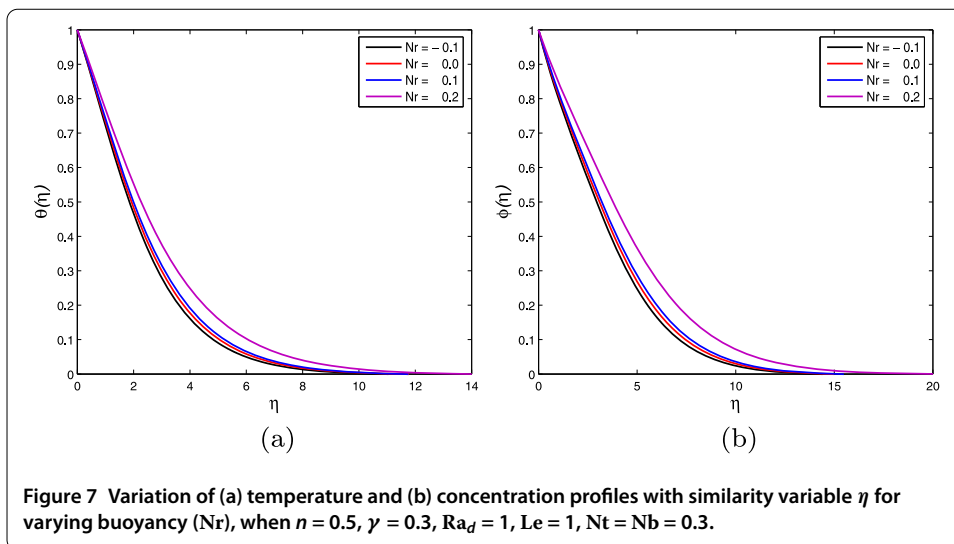 1
0.9
0.8
0.7
0.6
0.5
0.4
0.3
0.2
0.1
0
θ(η)
0 2 4 6 8 10 12 14
η
Nr = − 0.1
Nr = 0.0
Nr = 0.1
Nr = 0.2
(a)
1
0.9
0.8
0.7
0.6
0.5
0.4
0.3
0.2
0.1
0
ϕ(η)
0 5 10 15 20
η
Nr = − 0.1
Nr = 0.0
Nr = 0.1
Nr = 0.2
(b)
Figure 7 Variation of (a) temperature and (b) concentration profiles with similarity variable η for
varying buoyancy (Nr), when n = 0.5, γ = 0.3, Ra_d = 1, Le = 1, Nt = Nb = 0.3.